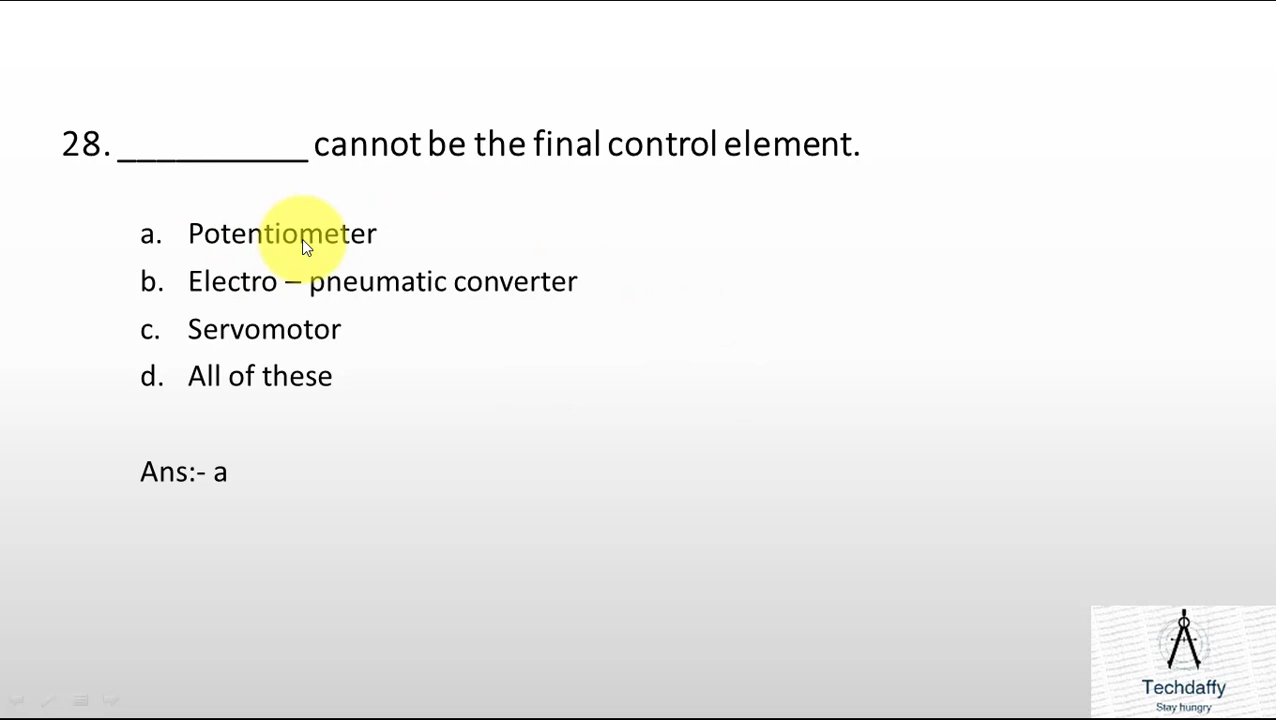 28. __________ cannot be the final control element.
a. Potentiometer
b. Electro – pneumatic converter
c. Servomotor
d. All of these
Ans:- a
Techdaffy
Stay hungry